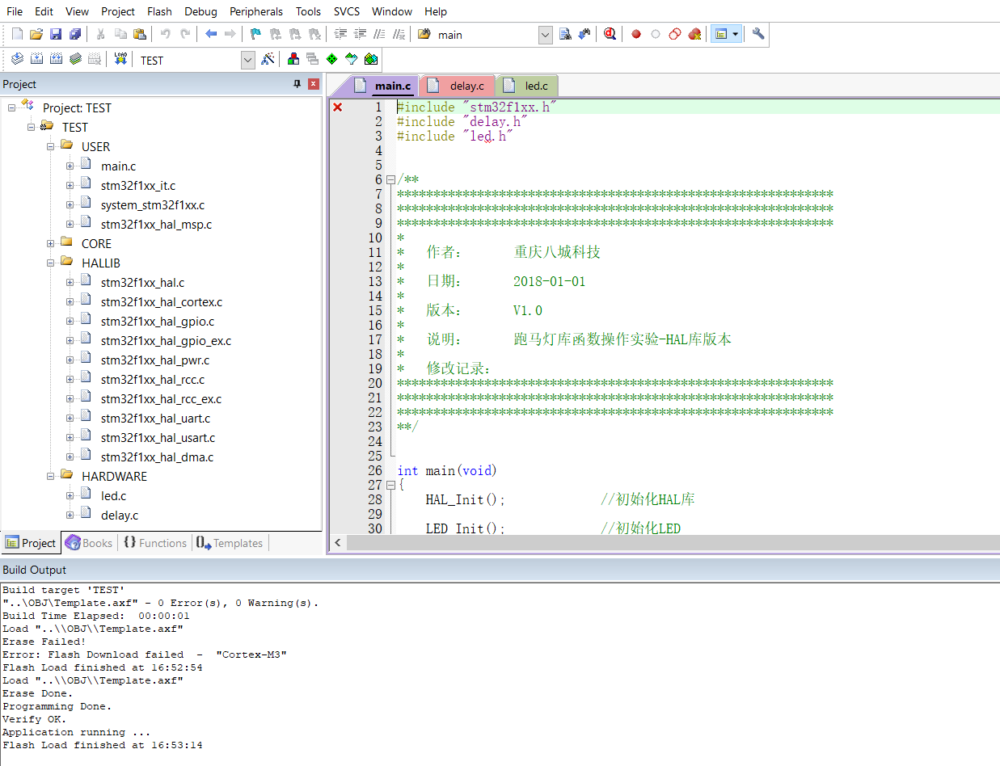 File Edit View Project Flash Debug Peripherals Tools SVCS Window Help
main
LOAD
TEST
Project
Project: TEST
TEST
USER
main.c
stm32f1xx_it.c
system_stm32f1xx.c
stm32f1xx_hal_msp.c
CORE
HALLIB
stm32f1xx_hal.c
stm32f1xx_hal_cortex.c
stm32f1xx_hal_gpio.c
stm32f1xx_hal_gpio_ex.c
stm32f1xx_hal_pwr.c
stm32f1xx_hal_rcc.c
stm32f1xx_hal_rcc_ex.c
stm32f1xx_hal_uart.c
stm32f1xx_hal_usart.c
stm32f1xx_hal_dma.c
HARDWARE
led.c
delay.c
Project Books {} Functions Templates
main.c delay.c led.c
1 #include "stm32f1xx.h"
2 #include "delay.h"
3 #include "led.h"
4
5
6 /**
7 ************************************************************
8 ************************************************************
9 ************************************************************
10 *
11 * 作者: 重庆八城科技
12 *
13 * 日期: 2018-01-01
14 *
15 * 版本: V1.0
16 *
17 * 说明: 跑马灯库函数操作实验-HAL库版本
18 *
19 * 修改记录:
20 ************************************************************
21 ************************************************************
22 ************************************************************
23 **/
24
25
26 int main(void)
27 {
28 HAL_Init(); //初始化HAL库
29
30 LED_Init(); //初始化LED
Build Output
Build target 'TEST'
"..\OBJ\Template.axf" - 0 Error(s), 0 Warning(s).
Build Time Elapsed:  00:00:01
Load "..\\OBJ\\Template.axf"
Erase Failed!
Error: Flash Download failed  -  "Cortex-M3"
Flash Load finished at 16:52:54
Load "..\\OBJ\\Template.axf"
Erase Done.
Programming Done.
Verify OK.
Application running ...
Flash Load finished at 16:53:14